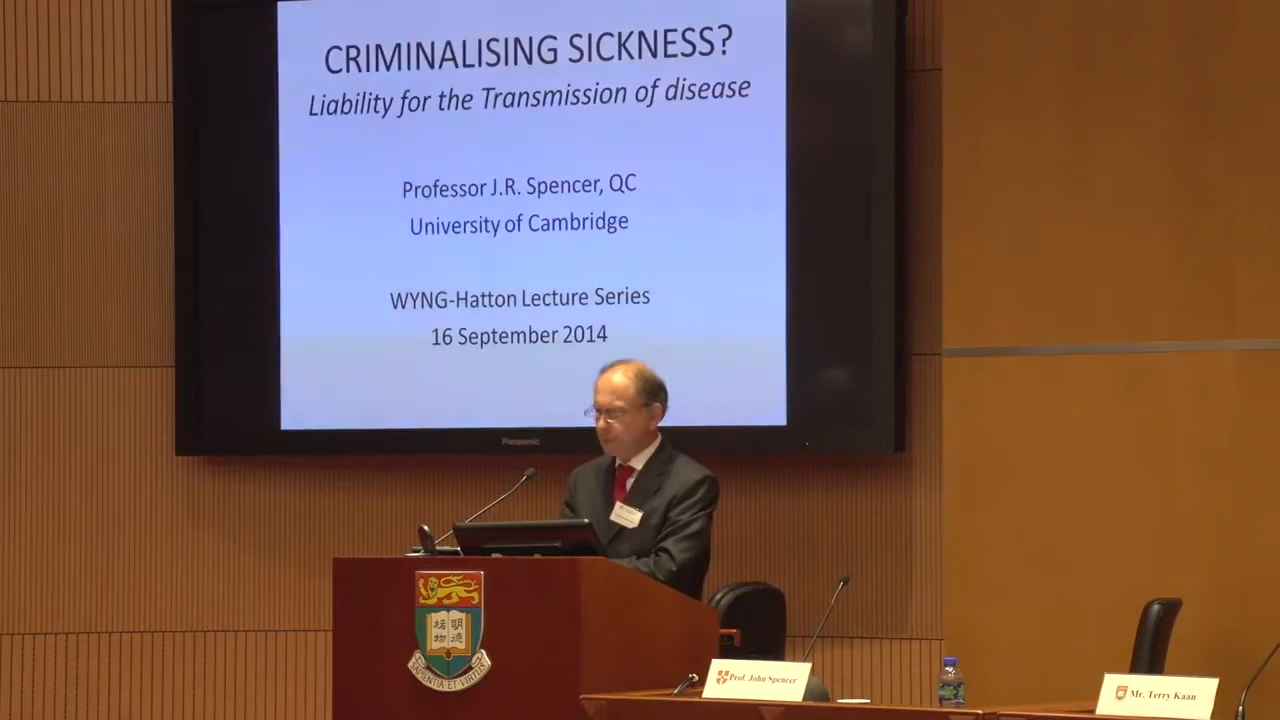 CRIMINALISING SICKNESS?
Liability for the Transmission of disease
Professor J.R. Spencer, QC
University of Cambridge
WYNG-Hatton Lecture Series
16 September 2014
Panasonic
明德
格物
SAPIENTIA ET VIRTUS
Prof. John Spencer
Mr. Terry Kaan